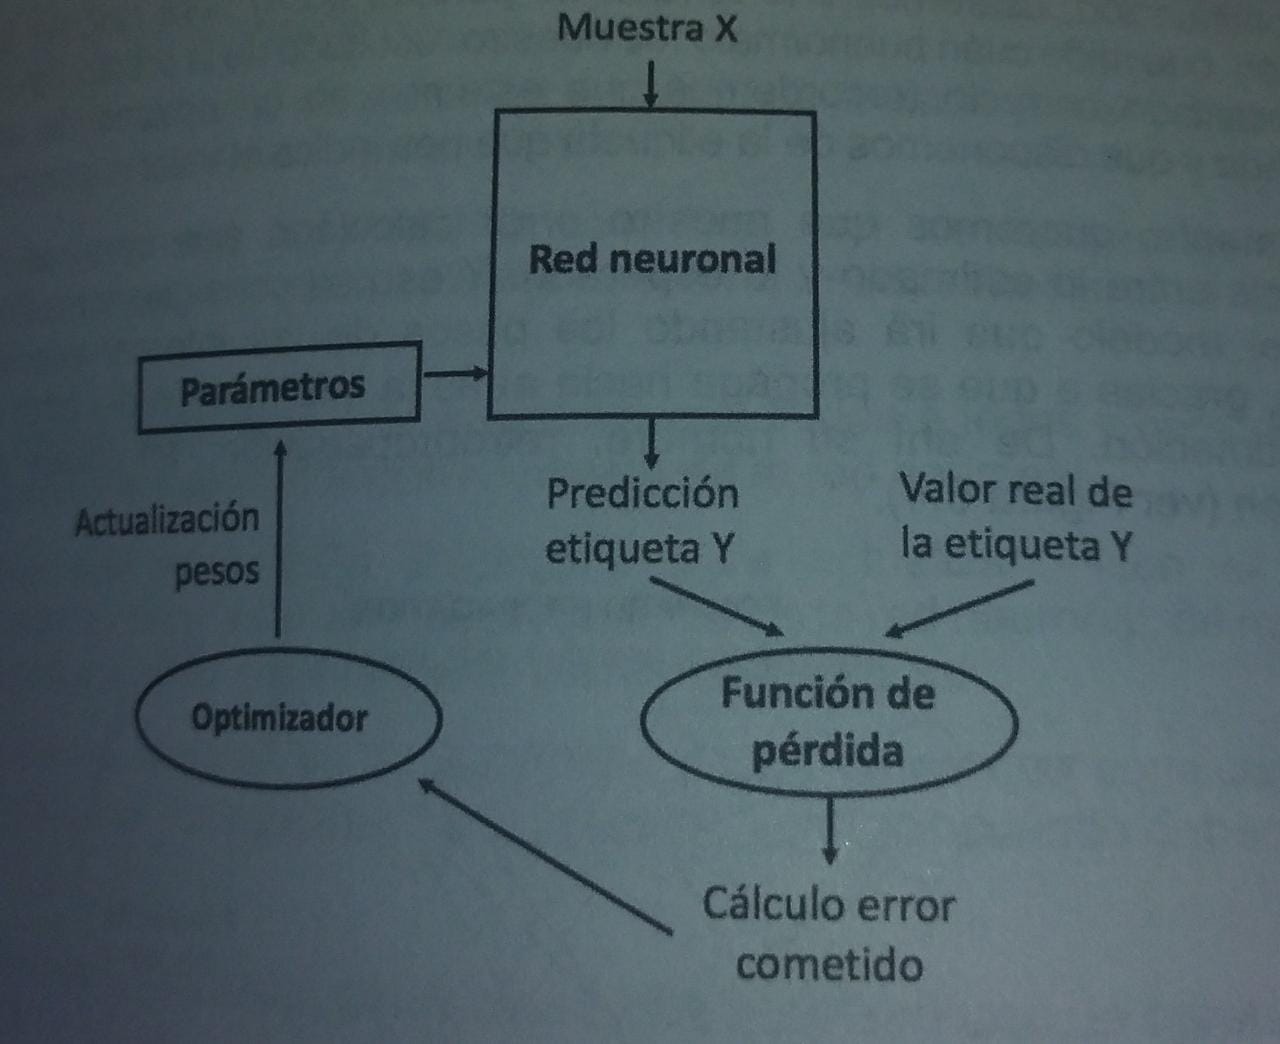 Muestra X
Red neuronal
Parámetros
Predicción
etiqueta Y
Valor real de
la etiqueta Y
Actualización
pesos
Optimizador
Función de
pérdida
Cálculo error
cometido